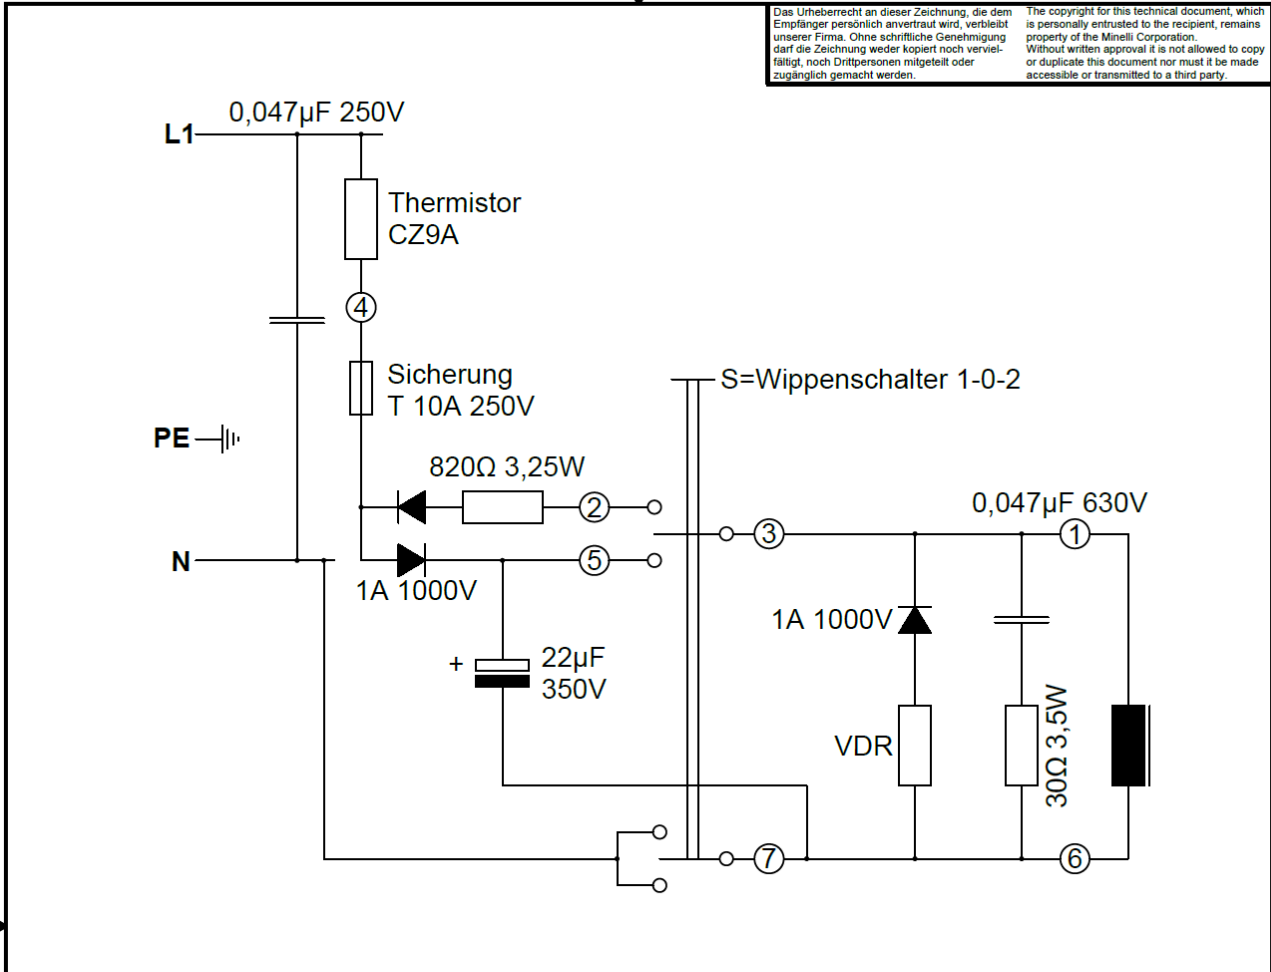 Das Urheberrecht an dieser Zeichnung, die dem
Empfänger persönlich anvertraut wird, verbleibt
unserer Firma. Ohne schriftliche Genehmigung
darf die Zeichnung weder kopiert noch verviel-
fältigt, noch Drittpersonen mitgeteilt oder
zugänglich gemacht werden.
The copyright for this technical document, which
is personally entrusted to the recipient, remains
property of the Minelli Corporation.
Without written approval it is not allowed to copy
or duplicate this document nor must it be made
accessible or transmitted to a third party.
0,047µF 250V
L1
Thermistor
CZ9A
4
Sicherung
T 10A 250V
S=Wippenschalter 1-0-2
PE
820Ω 3,25W
2
0,047µF 630V
3
1
N
5
1A 1000V
1A 1000V
+
22µF
350V
VDR
30Ω 3,5W
7
6